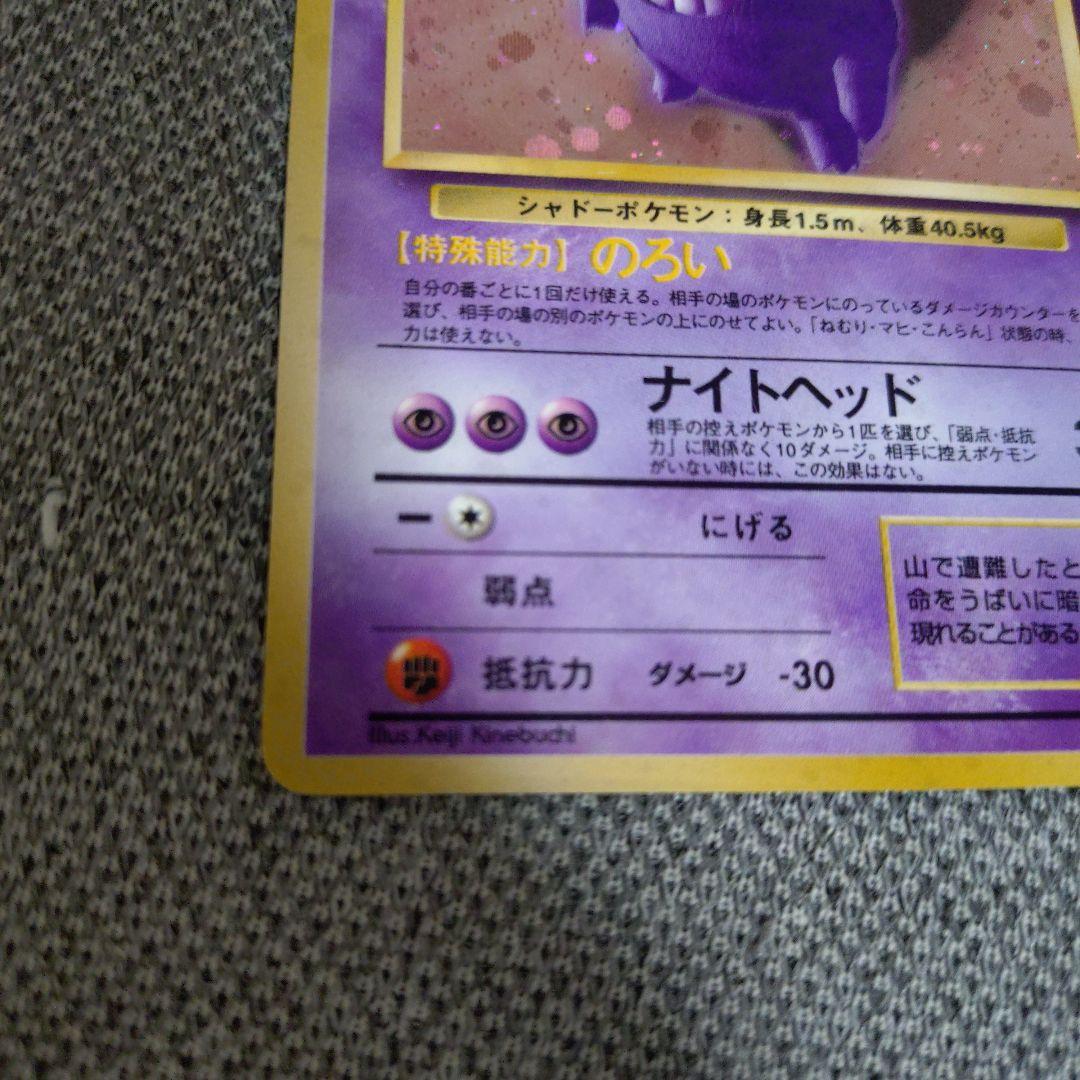 シャドーポケモン：身長1.5m、体重40.5kg
【特殊能力】のろい
自分の番ごとに1回だけ使える。相手の場のポケモンにのっているダメージカウンターを
選び、相手の場の別のポケモンの上にのせてよい。「ねむり・マヒ・こんらん」状態の時、
力は使えない。
ナイトヘッド
相手の控えポケモンから1匹を選び、「弱点・抵抗
力」に関係なく10ダメージ。相手に控えポケモン
がいない時には、この効果はない。
にげる
弱点
抵抗力 ダメージ -30
山で遭難したと
命をうばいに暗
現れることがある
Illus.Keiji Kinebuchi